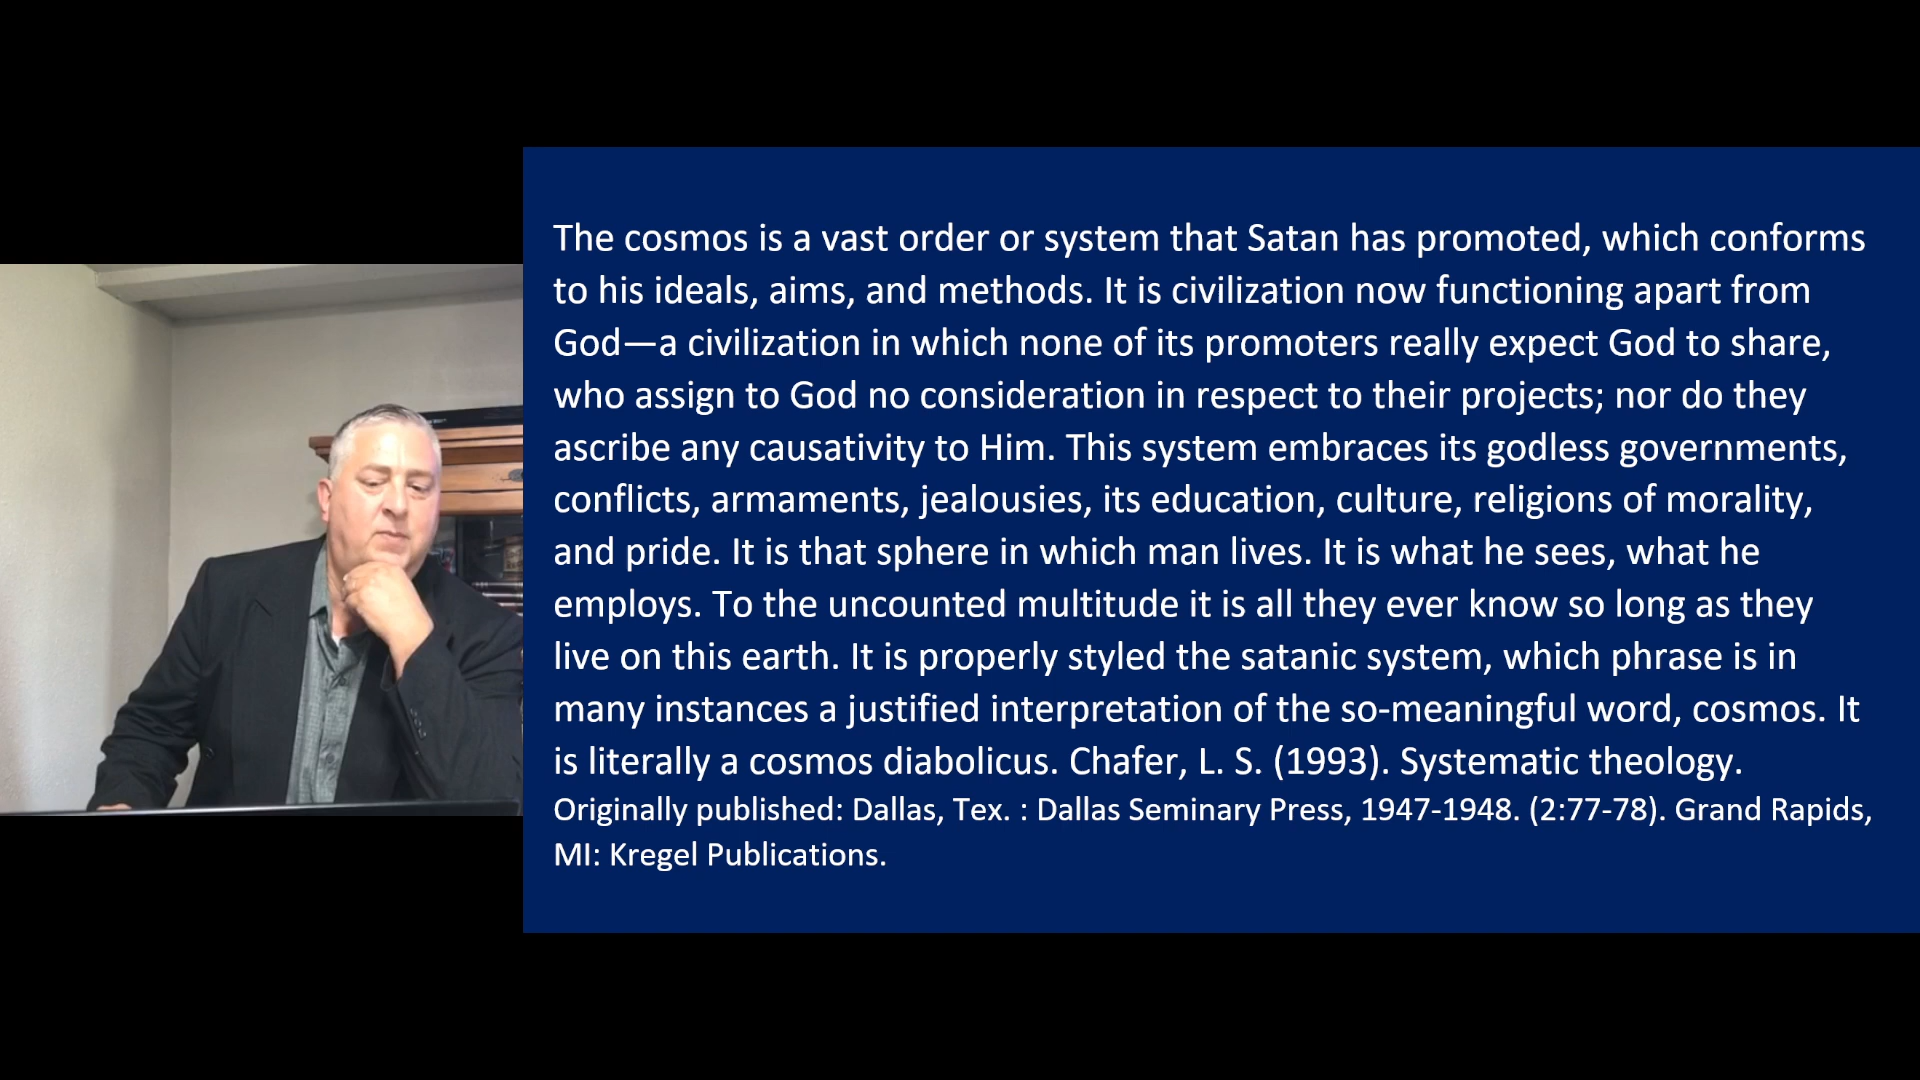 The cosmos is a vast order or system that Satan has promoted, which conforms
to his ideals, aims, and methods. It is civilization now functioning apart from
God—a civilization in which none of its promoters really expect God to share,
who assign to God no consideration in respect to their projects; nor do they
ascribe any causativity to Him. This system embraces its godless governments,
conflicts, armaments, jealousies, its education, culture, religions of morality,
and pride. It is that sphere in which man lives. It is what he sees, what he
employs. To the uncounted multitude it is all they ever know so long as they
live on this earth. It is properly styled the satanic system, which phrase is in
many instances a justified interpretation of the so-meaningful word, cosmos. It
is literally a cosmos diabolicus. Chafer, L. S. (1993). Systematic theology.
Originally published: Dallas, Tex. : Dallas Seminary Press, 1947-1948. (2:77-78). Grand Rapids,
MI: Kregel Publications.